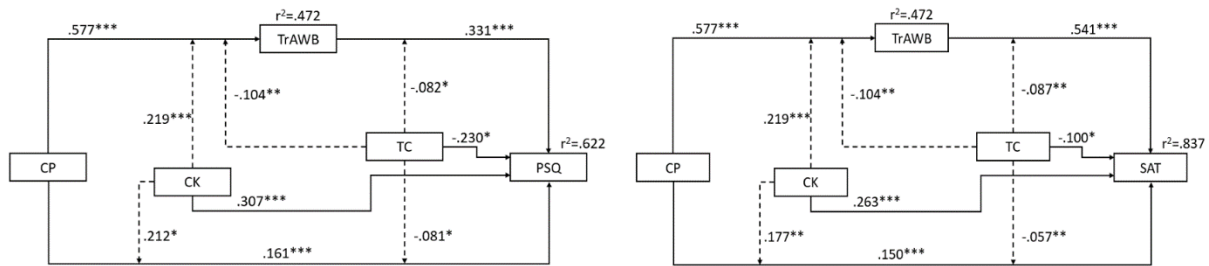 r²=.472
.577***
TrAWB
.331***
-.104**
-.082*
.219***
TC
-.230*
r²=.622
CP
CK
PSQ
.307***
.212*
-.081*
.161***
r²=.472
.577***
TrAWB
.541***
-.104**
-.087**
.219***
TC
-.100*
r²=.837
CP
CK
SAT
.263***
.177**
-.057**
.150***